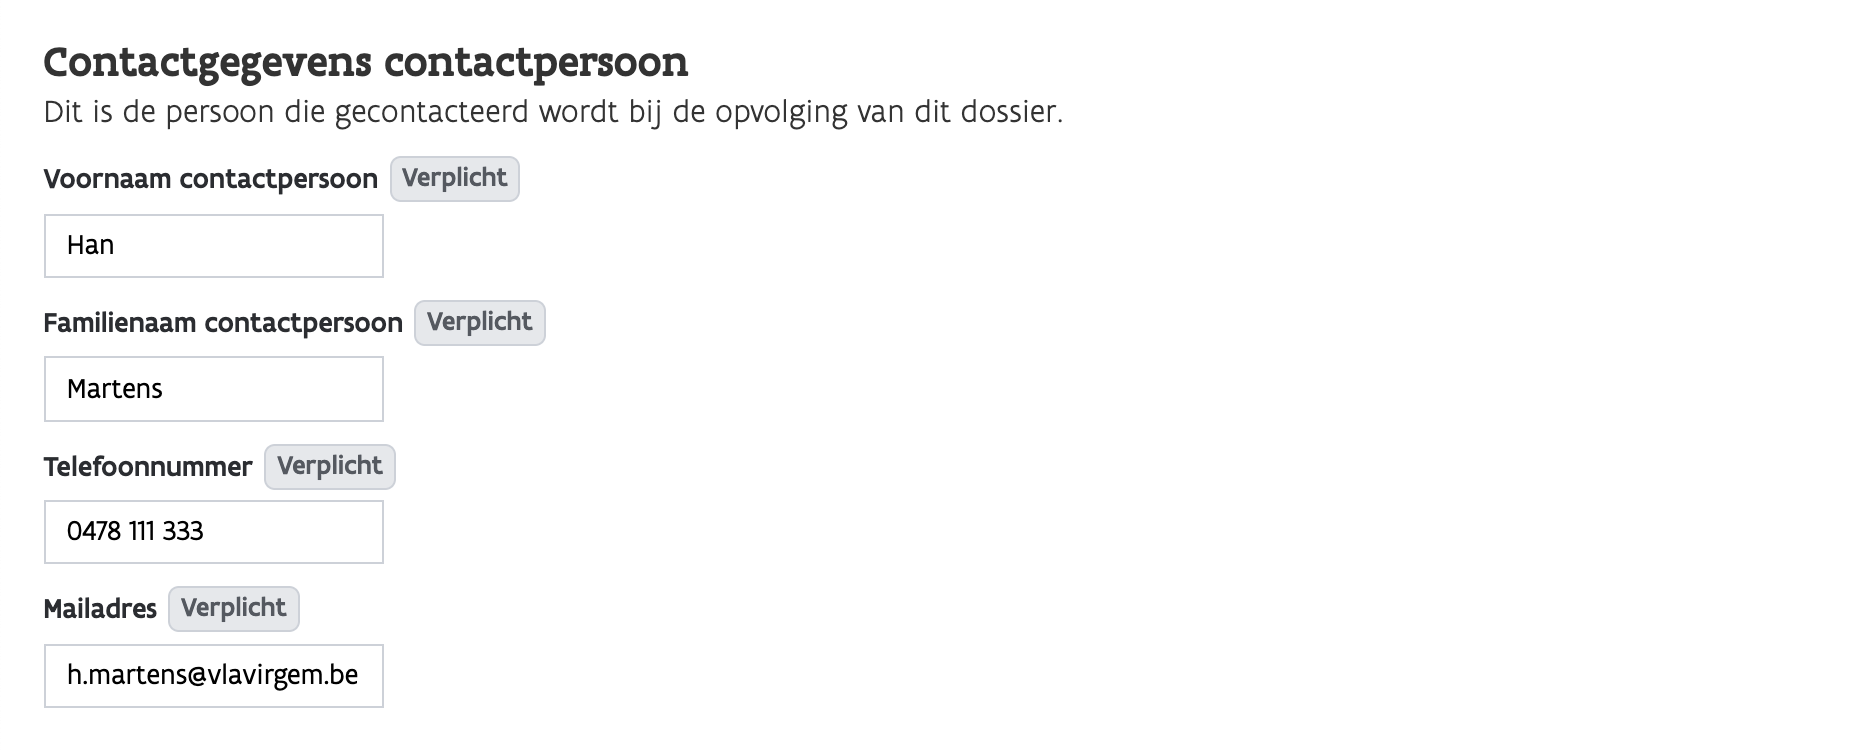 Contactgegevens contactpersoon
Dit is de persoon die gecontacteerd wordt bij de opvolging van dit dossier.
Voornaam contactpersoon Verplicht
Han
Familienaam contactpersoon Verplicht
Martens
Telefoonnummer Verplicht
0478 111 333
Mailadres Verplicht
h.martens@vlavirgem.be